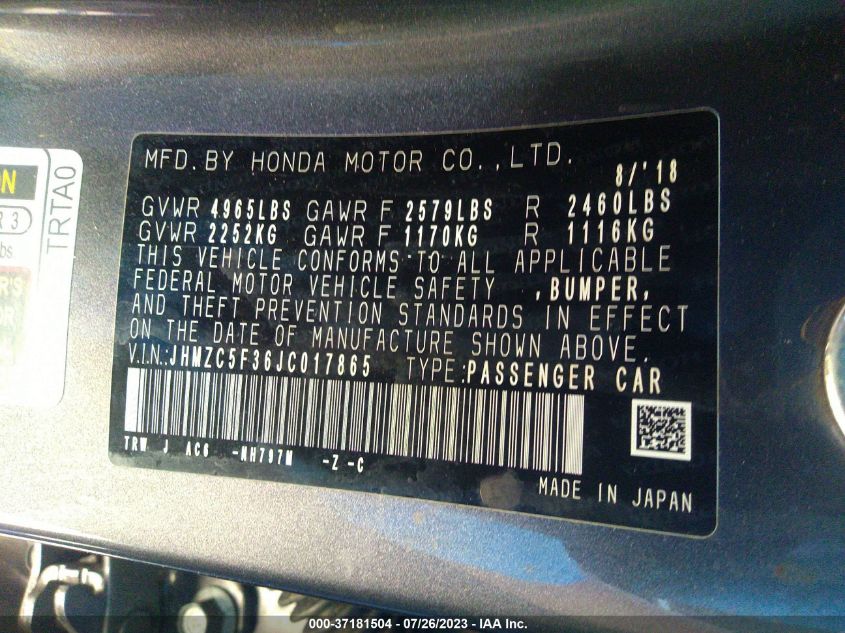 MFD. BY HONDA MOTOR CO., LTD. 8/'18
GVWR 4965LBS GAWR F 2579LBS R 2460LBS
GVWR 2252KG GAWR F 1170KG R 1116KG
THIS VEHICLE CONFORMS TO ALL APPLICABLE
FEDERAL MOTOR VEHICLE SAFETY , BUMPER,
AND THEFT PREVENTION STANDARDS IN EFFECT
ON THE DATE OF MANUFACTURE SHOWN ABOVE.
V.I.N.:JHMZC5F36JC017865 TYPE:PASSENGER CAR
TRW J AC6 -NH797M -Z -C
MADE IN JAPAN
TRTA0
R 3
000-37181504 | 07/26/2023 - IAA Inc.